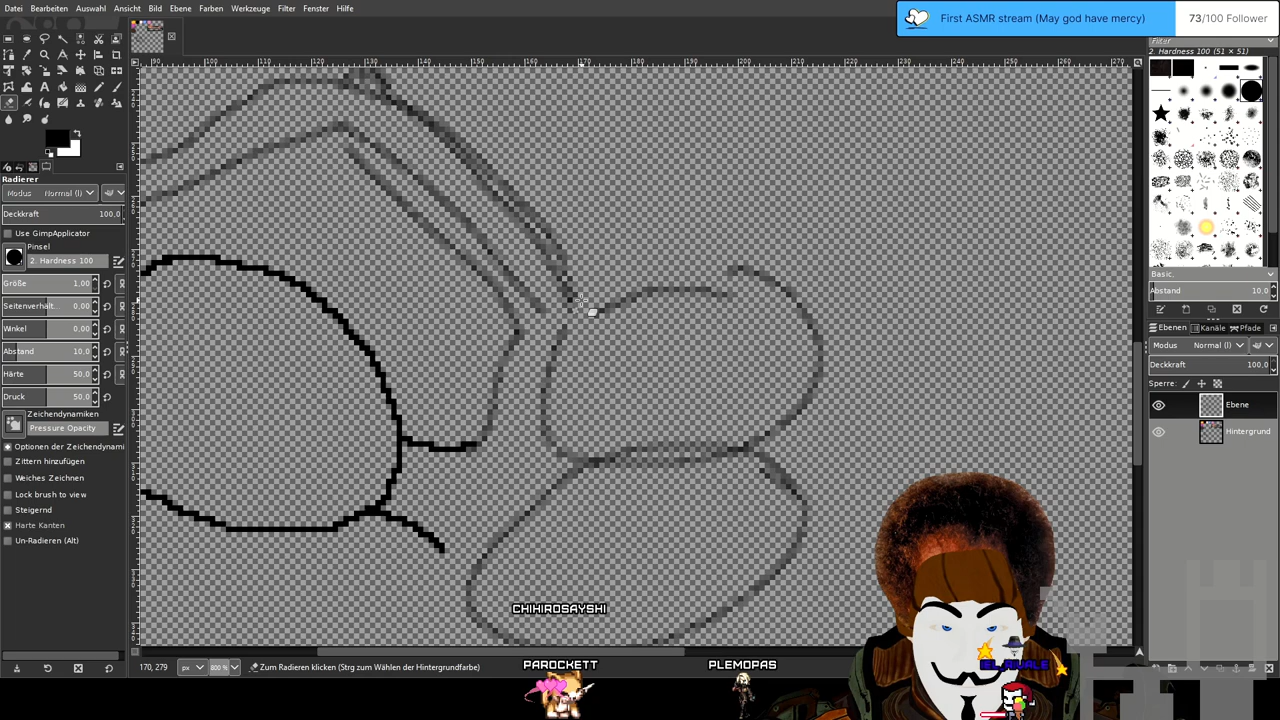 Datei Bearbeiten Auswahl Ansicht Bild Ebene Farben Werkzeuge Filter Fenster Hilfe
First ASMR stream (May god have mercy) 73/100 Follower
Filter
2. Hardness 100 (51 × 51)
Radierer
Modus Normal (l)
Deckkraft 100,0
Use GimpApplicator
Pinsel
2. Hardness 100
Größe 1,00
Seitenverhält... 0,00
Winkel 0,00
Abstand 10,0
Härte 50,0
Druck 50,0
Zeichendynamiken
Pressure Opacity
Optionen der Zeichendynami
Zittern hinzufügen
Weiches Zeichnen
Lock brush to view
Steigernd
Harte Kanten
Un-Radieren (Alt)
Basic,
Abstand 10,0
Ebenen Kanäle Pfade
Modus Normal (l)
Deckkraft 100,0
Sperre:
Ebene
Hintergrund
CHIHIROSAYSHI
PAROCKETT
PLEMOPAS
170, 279 px 800 % Zum Radieren klicken (Strg zum Wählen der Hintergrundfarbe)